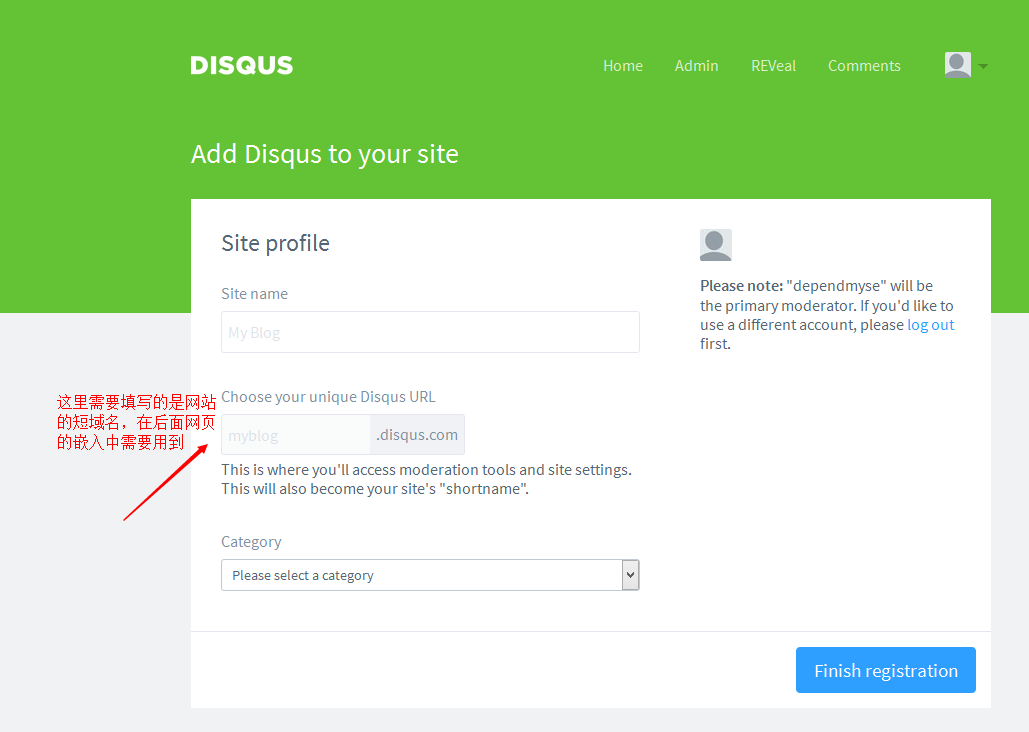 DISQUS
Home Admin REVeal Comments
Add Disqus to your site
Site profile
Site name
My Blog
Please note: "dependmyse" will be
the primary moderator. If you'd like to
use a different account, please log out
first.
这里需要填写的是网站
的短域名，在后面网页
的嵌入中需要用到
Choose your unique Disqus URL
myblog .disqus.com
This is where you'll access moderation tools and site settings.
This will also become your site's "shortname".
Category
Please select a category
Finish registration